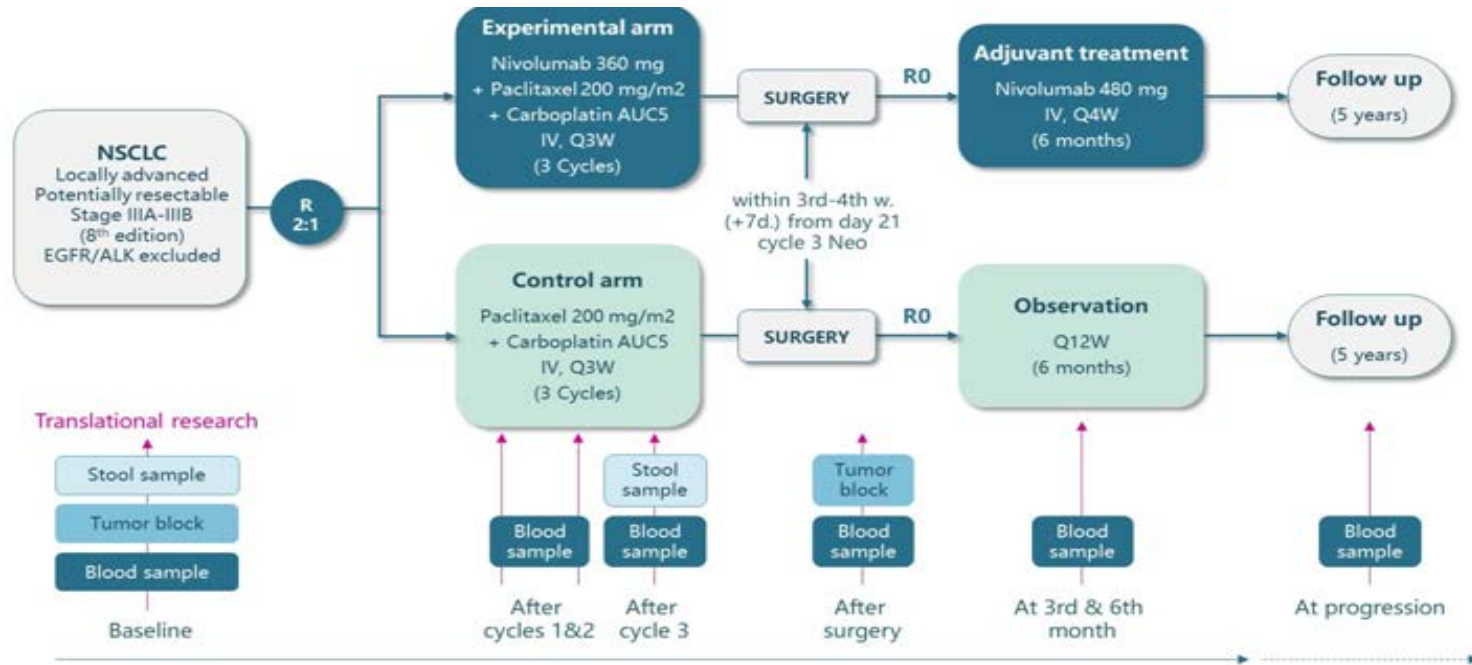 Experimental arm
Nivolumab 360 mg
+ Paclitaxel 200 mg/m2
+ Carboplatin AUC5
IV, Q3W
(3 Cycles)
SURGERY
R0
Adjuvant treatment
Nivolumab 480 mg
IV, Q4W
(6 months)
Follow up
(5 years)
NSCLC
Locally advanced
Potentially resectable
Stage IIIA-IIIB
(8th edition)
EGFR/ALK excluded
R
2:1
within 3rd-4th w.
(+7d.) from day 21
cycle 3 Neo
Control arm
Paclitaxel 200 mg/m2
+ Carboplatin AUC5
IV, Q3W
(3 Cycles)
SURGERY
R0
Observation
Q12W
(6 months)
Follow up
(5 years)
Translational research
Stool sample
Tumor block
Blood sample
Baseline
Blood
sample
After
cycles 1&2
Stool
sample
Blood
sample
After
cycle 3
Tumor
block
Blood
sample
After
surgery
Blood
sample
At 3rd & 6th
month
Blood
sample
At progression